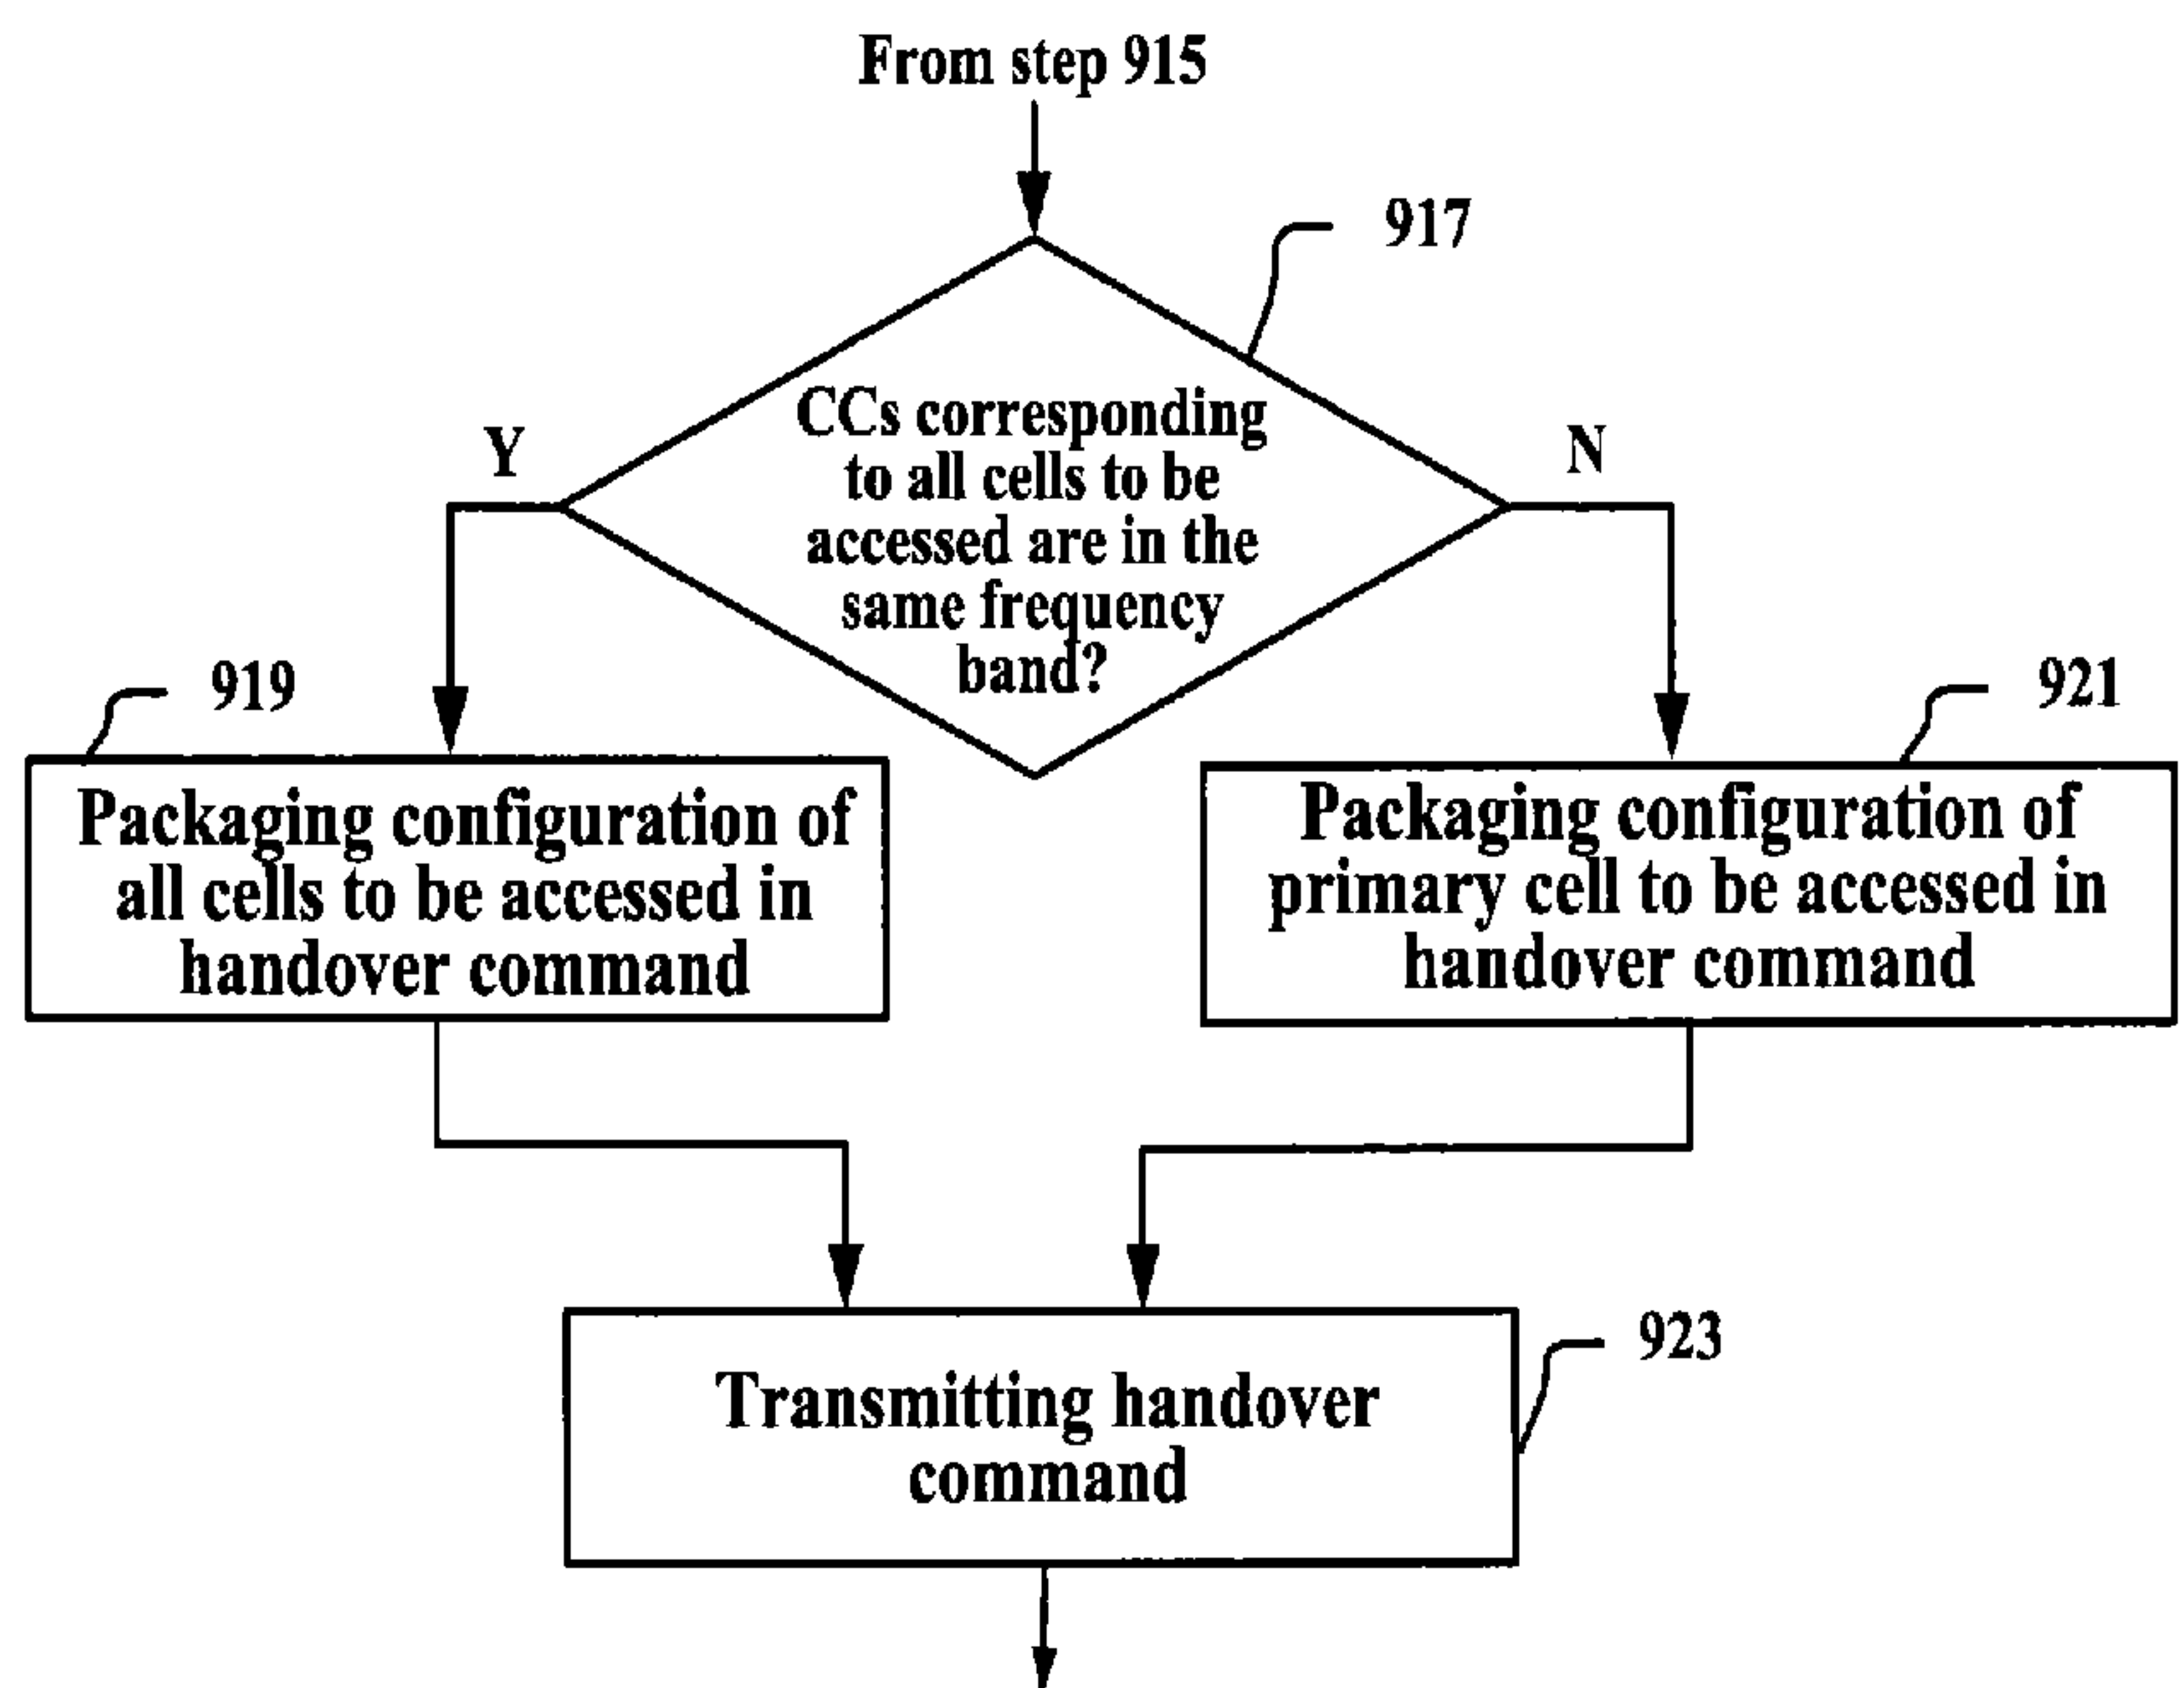 From step 915
917
CCs corresponding
to all cells to be
accessed are in the
same frequency
band?
Y
N
919
921
Packaging configuration of
all cells to be accessed in
handover command
Packaging configuration of
primary cell to be accessed in
handover command
923
Transmitting handover
command